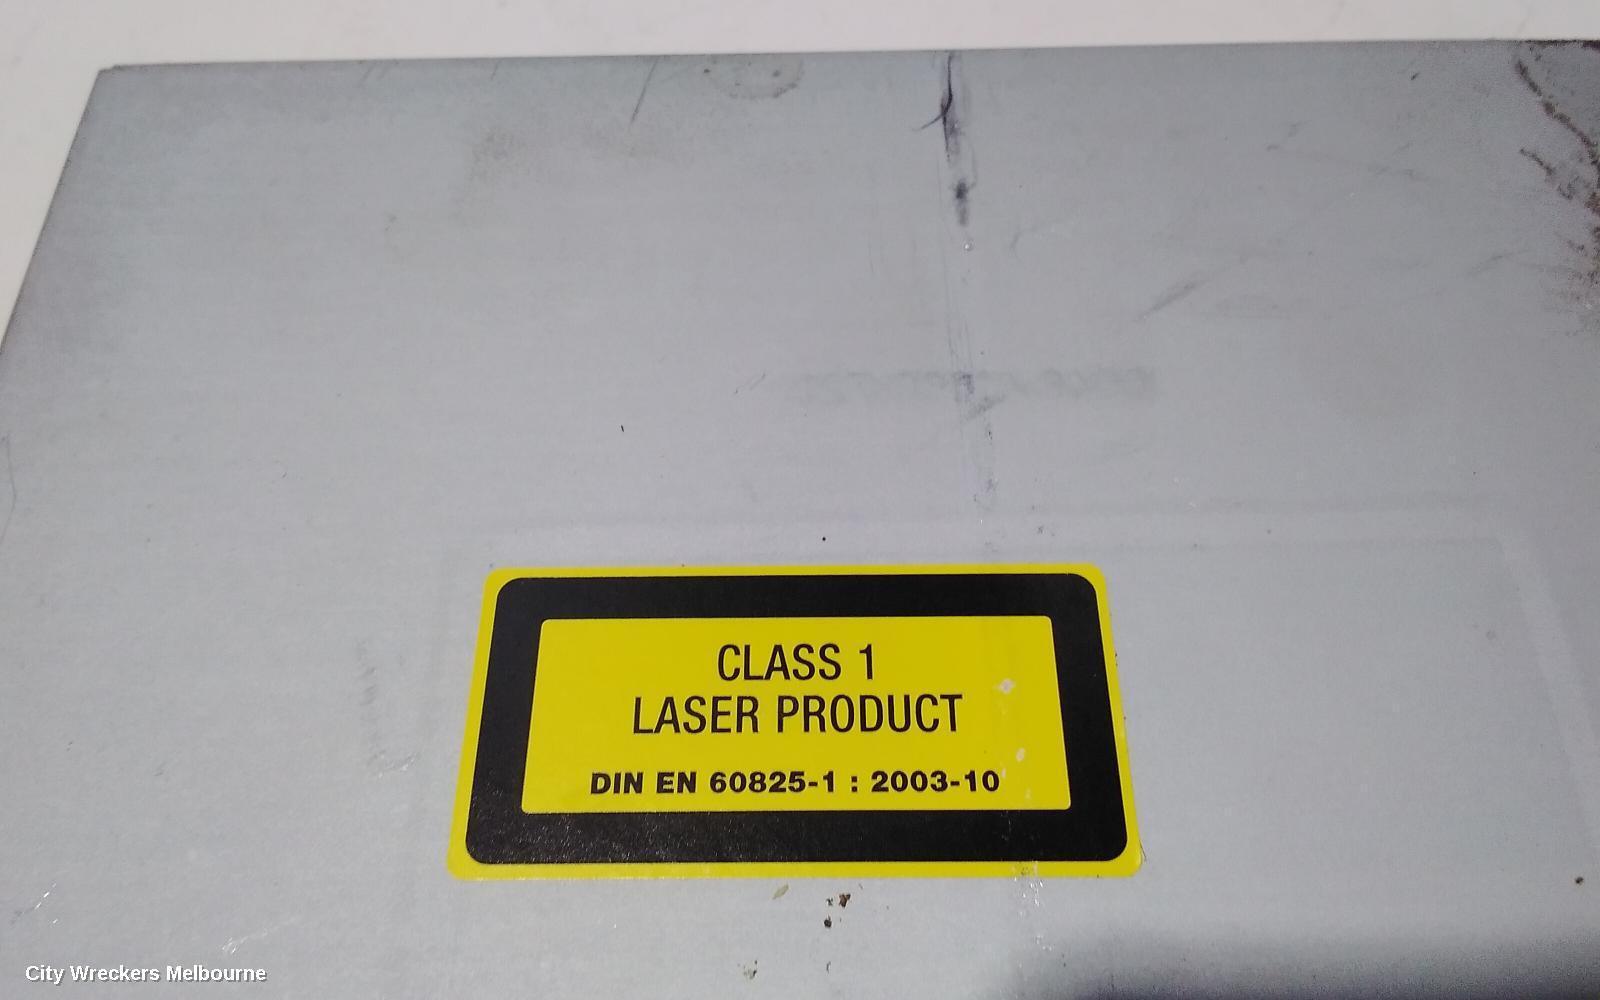 CLASS 1
LASER PRODUCT
DIN EN 60825-1 : 2003-10
City Wreckers Melbourne